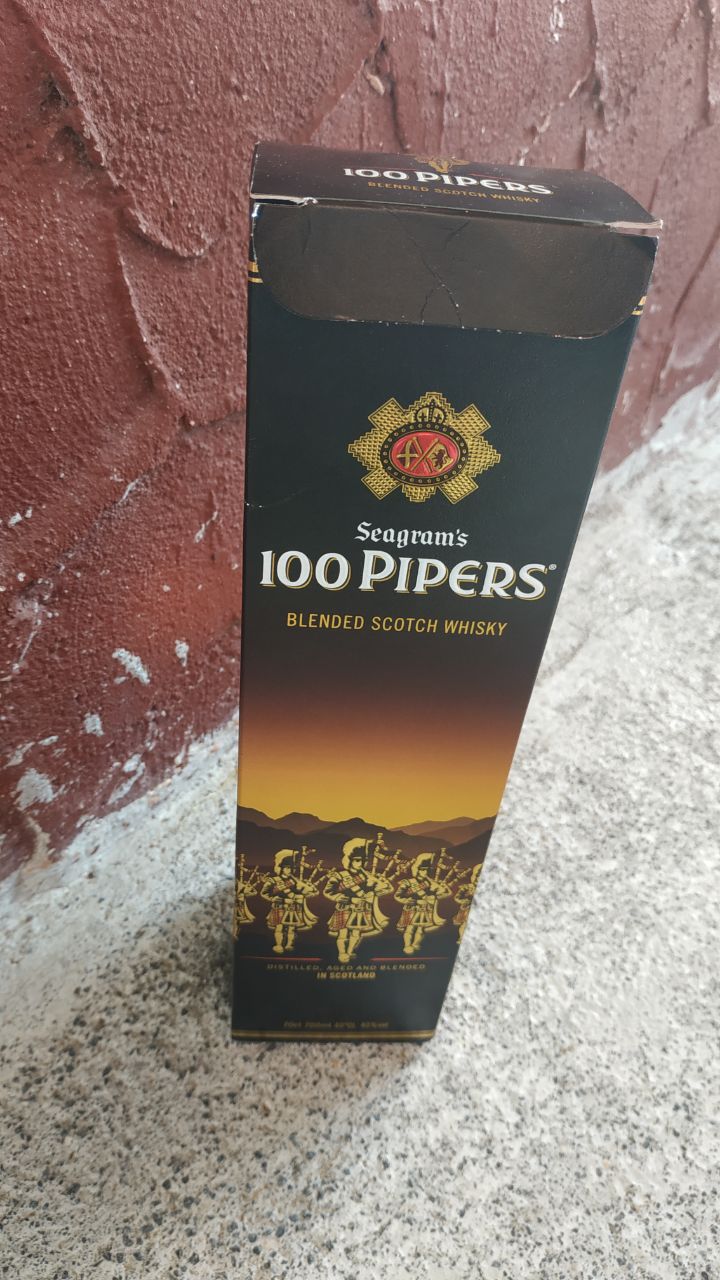 100 PIPERS
BLENDED SCOTCH WHISKY
Seagram's
100 PIPERS®
BLENDED SCOTCH WHISKY
DISTILLED, AGED AND BLENDED
IN SCOTLAND